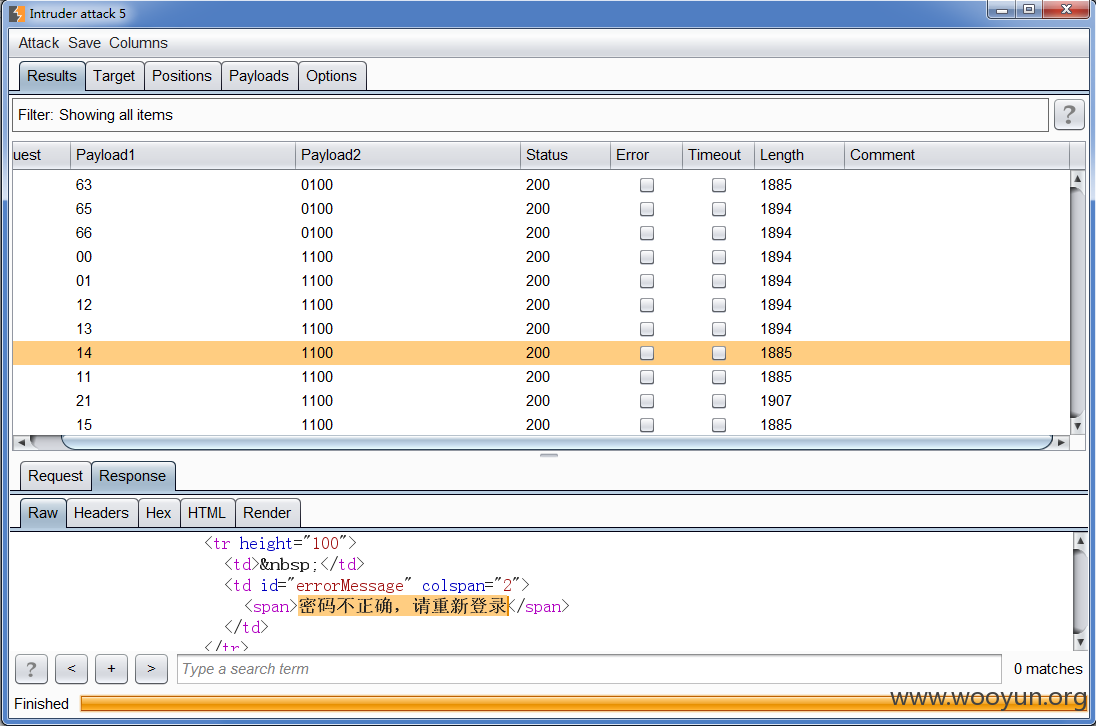 Intruder attack 5
Attack Save Columns
Results Target Positions Payloads Options
Filter: Showing all items ?
uest Payload1 Payload2 Status Error Timeout Length Comment
63 0100 200 1885
65 0100 200 1894
66 0100 200 1894
00 1100 200 1894
01 1100 200 1894
12 1100 200 1894
13 1100 200 1894
14 1100 200 1885
11 1100 200 1885
21 1100 200 1907
15 1100 200 1885
Request Response
Raw Headers Hex HTML Render
<tr height="100">
<td>&nbsp;</td>
<td id="errorMessage" colspan="2">
<span>密码不正确，请重新登录</span>
</td>
</tr>
? < + > Type a search term 0 matches
Finished
www.wooyun.org